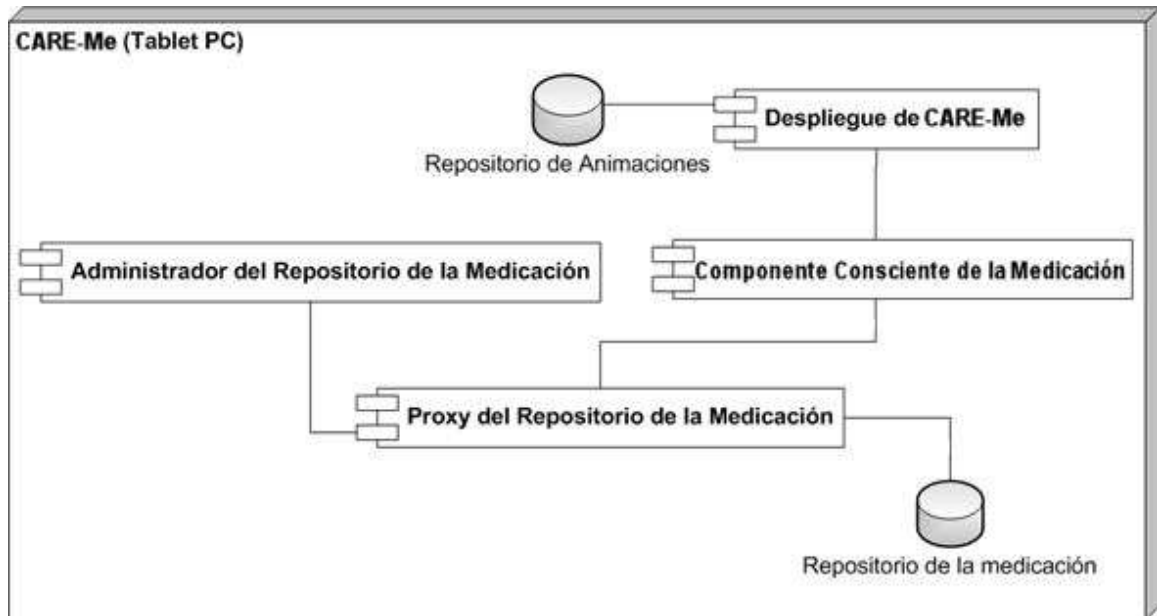 CARE-Me (Tablet PC)
Despliegue de CARE-Me
Repositorio de Animaciones
Administrador del Repositorio de la Medicación
Componente Consciente de la Medicación
Proxy del Repositorio de la Medicación
Repositorio de la medicación